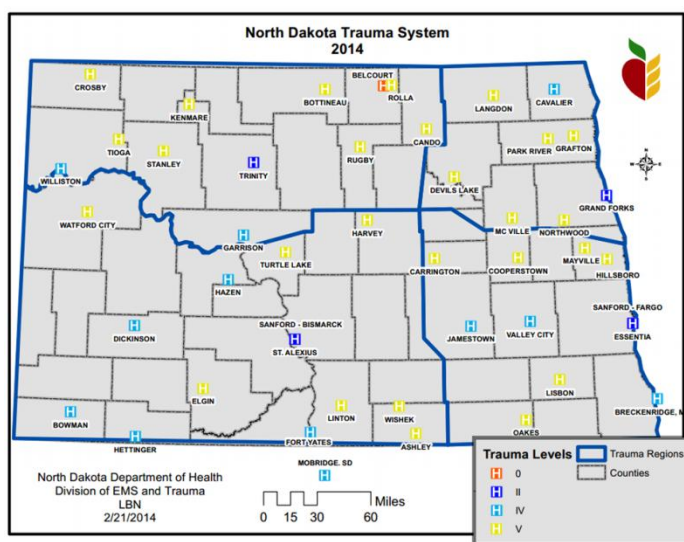 North Dakota Trauma System
2014
BELCOURT
CROSBY
ROLLA
BOTTINEAU
LANGDON
CAVALIER
KENMARE
CANDO
PARK RIVER
GRAFTON
TIOGA
STANLEY
TRINITY
RUGBY
WILLISTON
DEVILS LAKE
GRAND FORKS
WATFORD CITY
GARRISON
HARVEY
MC VILLE
NORTHWOOD
TURTLE LAKE
CARRINGTON
COOPERSTOWN
MAYVILLE
HILLSBORO
HAZEN
SANFORD - BISMARCK
SANFORD - FARGO
DICKINSON
ST. ALEXIUS
JAMESTOWN
VALLEY CITY
ESSENTIA
ELGIN
LISBON
BOWMAN
LINTON
WISHEK
BRECKENRIDGE, M
HETTINGER
FORT YATES
ASHLEY
OAKES
MOBRIDGE, SD
North Dakota Department of Health
Division of EMS and Trauma
LBN
2/21/2014
Miles
0 15 30 60
Trauma Levels
0
II
IV
V
Trauma Regions
Counties